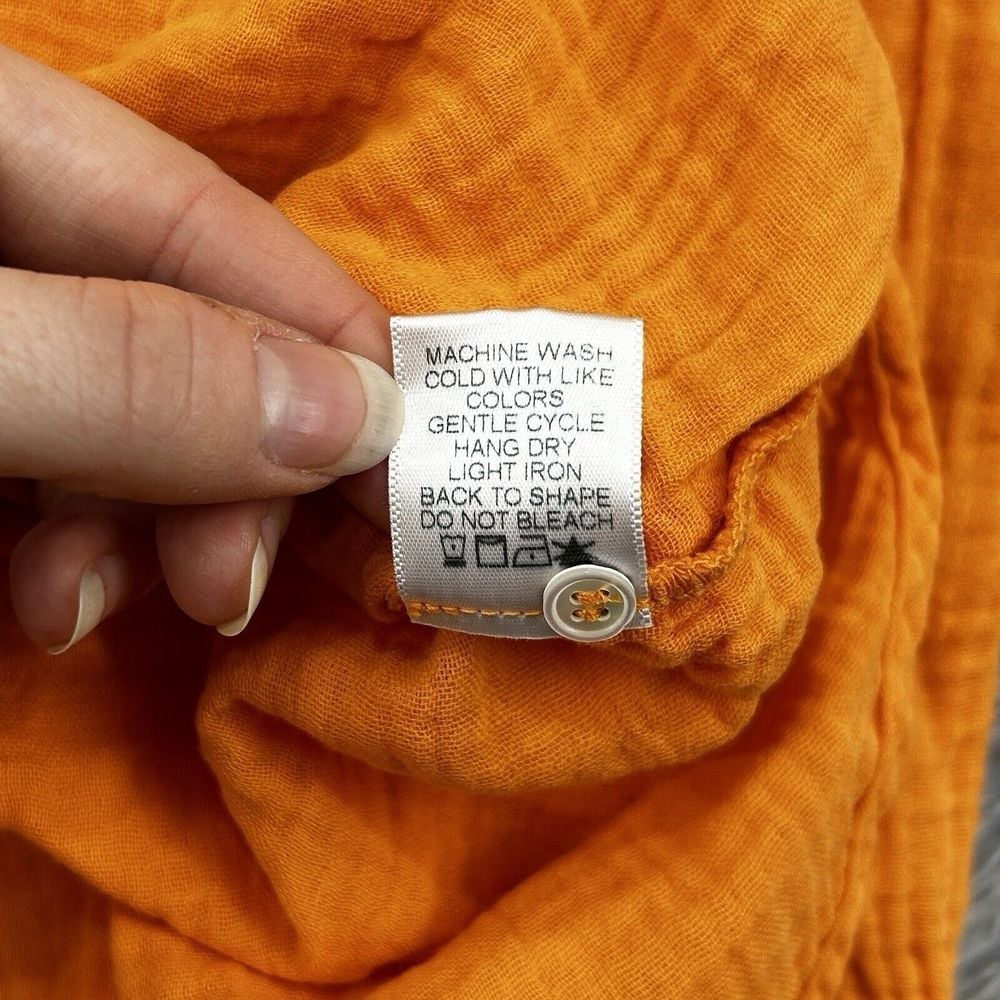 MACHINE WASH
COLD WITH LIKE
COLORS
GENTLE CYCLE
HANG DRY
LIGHT IRON
BACK TO SHAPE
DO NOT BLEACH